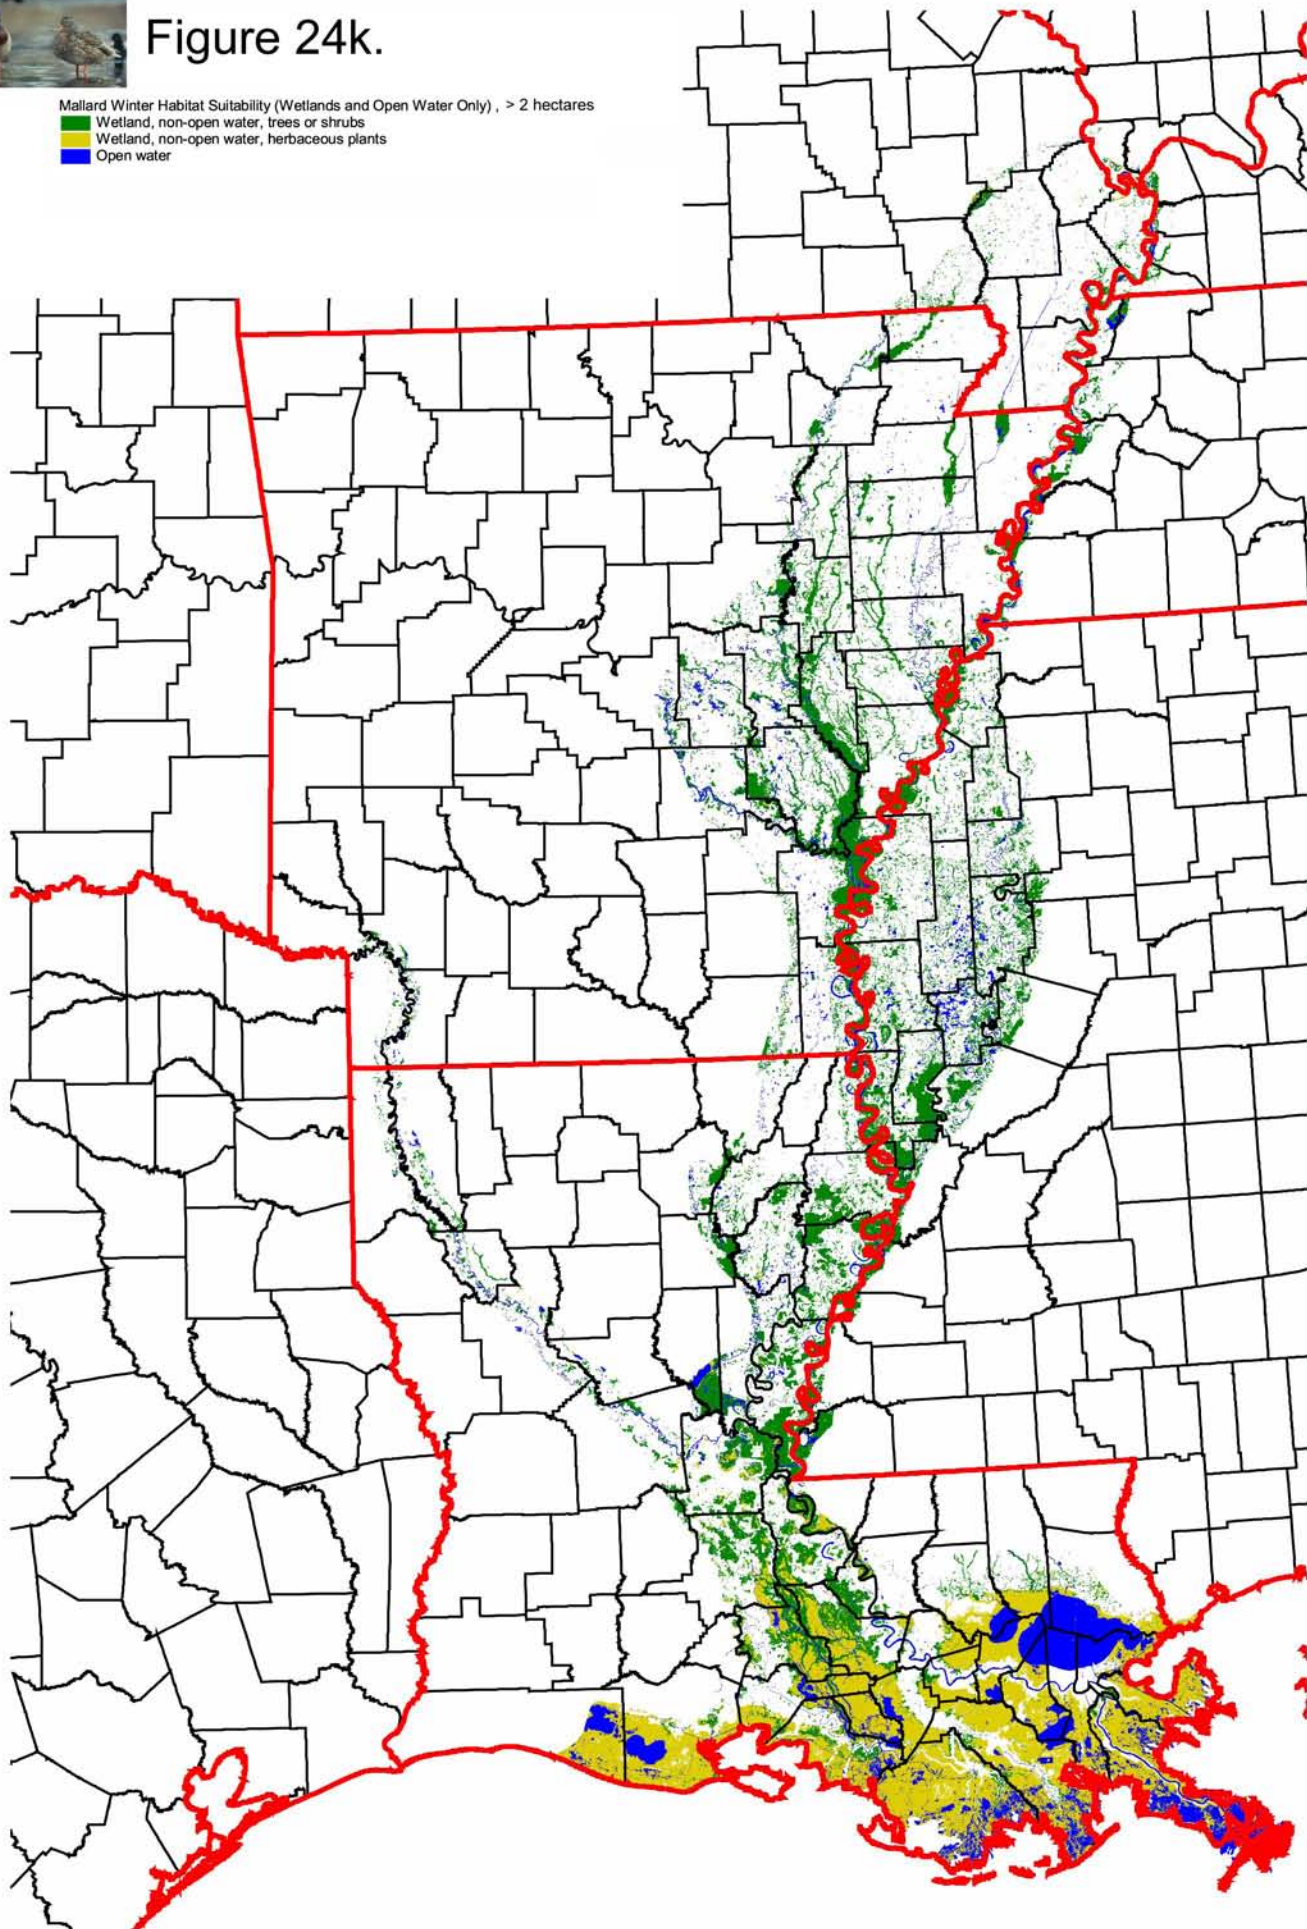 Figure 24k.
Mallard Winter Habitat Suitability (Wetlands and Open Water Only) , > 2 hectares
Wetland, non-open water, trees or shrubs
Wetland, non-open water, herbaceous plants
Open water